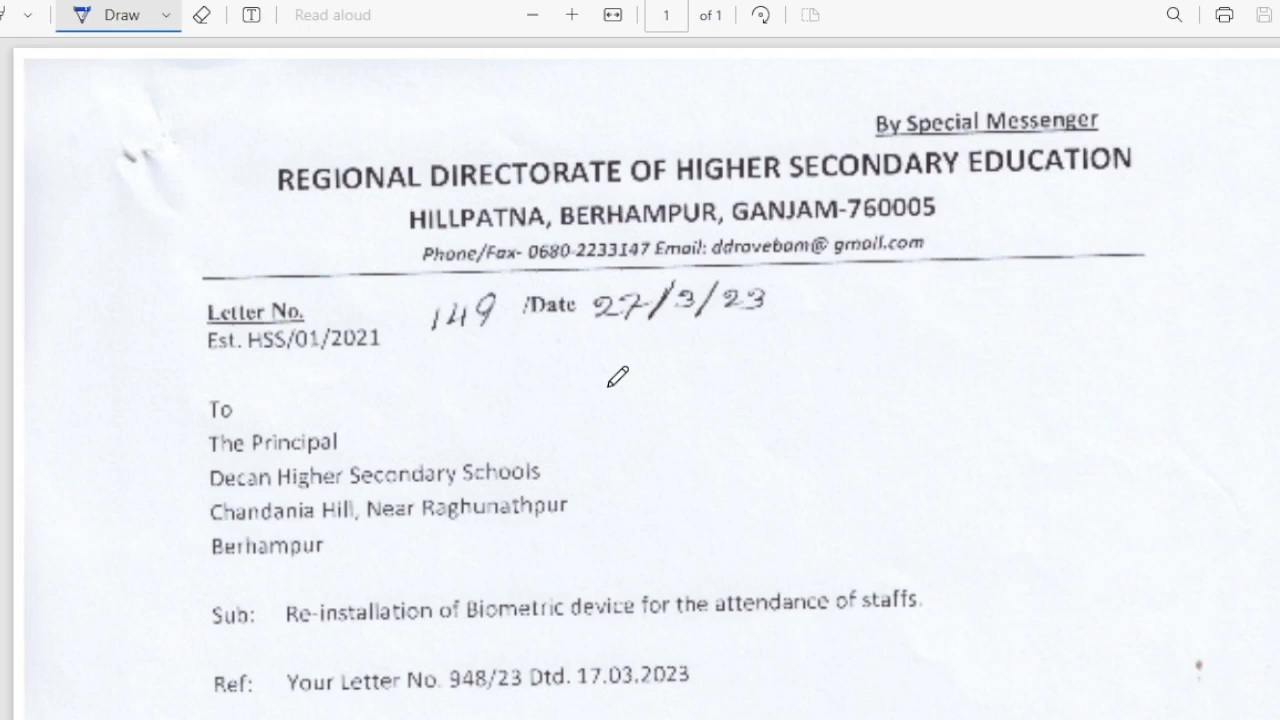 Draw
Read aloud
1 of 1
By Special Messenger
REGIONAL DIRECTORATE OF HIGHER SECONDARY EDUCATION
HILLPATNA, BERHAMPUR, GANJAM-760005
Phone/Fax- 0680-2233147 Email: ddrovebam@ gmail.com
Letter No. 149 /Date 27/3/23
Est. HSS/01/2021
To
The Principal
Decan Higher Secondary Schools
Chandania Hill, Near Raghunathpur
Berhampur
Sub: Re-installation of Biometric device for the attendance of staffs.
Ref: Your Letter No. 948/23 Dtd. 17.03.2023